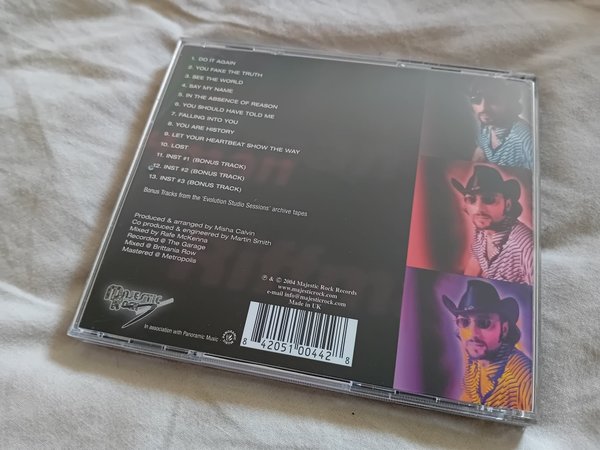 1. DO IT AGAIN
2. YOU FAKE THE TRUTH
3. SEE THE WORLD
4. SAY MY NAME
5. IN THE ABSENCE OF REASON
6. YOU SHOULD HAVE TOLD ME
7. FALLING INTO YOU
8. YOU ARE HISTORY
9. LET YOUR HEARTBEAT SHOW THE WAY
10. LOST
11. INST #1 (BONUS TRACK)
12. INST #2 (BONUS TRACK)
13. INST #3 (BONUS TRACK)
Bonus Tracks from the 'Evolution Studio Sessions' archive tapes
Produced & arranged by Misha Calvin
Co produced & engineered by Martin Smith
Mixed by Rafe McKenna
Recorded @ The Garage
Mixed @ Brittania Row
Mastered @ Metropolis
℗ & © 2004 Majestic Rock Records
www.majesticrock.com
e-mail info@majesticrock.com
Made in UK
MAJESTIC ROCK
In association with Panoramic Music
8 42051 00442 8